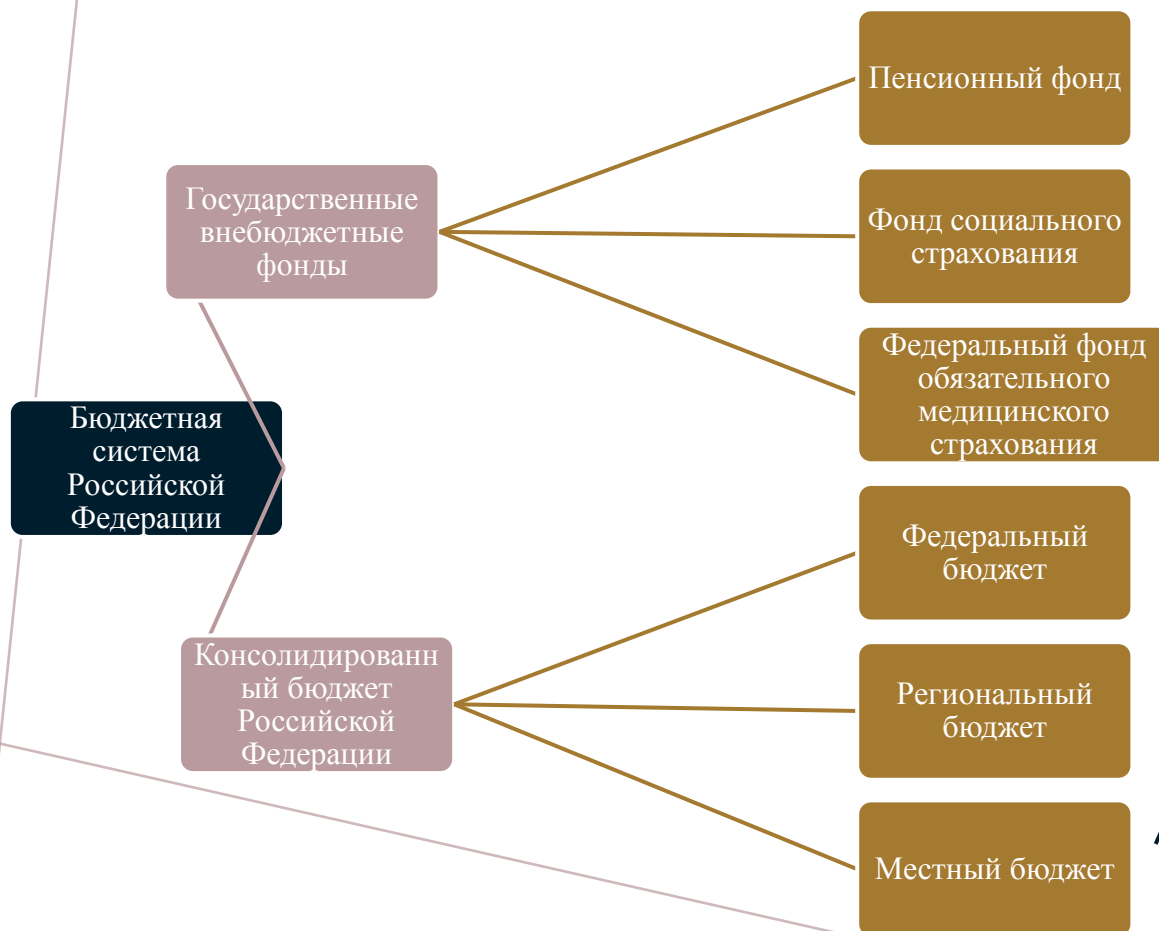 Пенсионный фонд
Государственные
внебюджетные
фонды
Фонд социального
страхования
Федеральный фонд
обязательного
медицинского
страхования
Бюджетная
система
Российской
Федерации
Федеральный
бюджет
Консолидированн
ый бюджет
Российской
Федерации
Региональный
бюджет
Местный бюджет